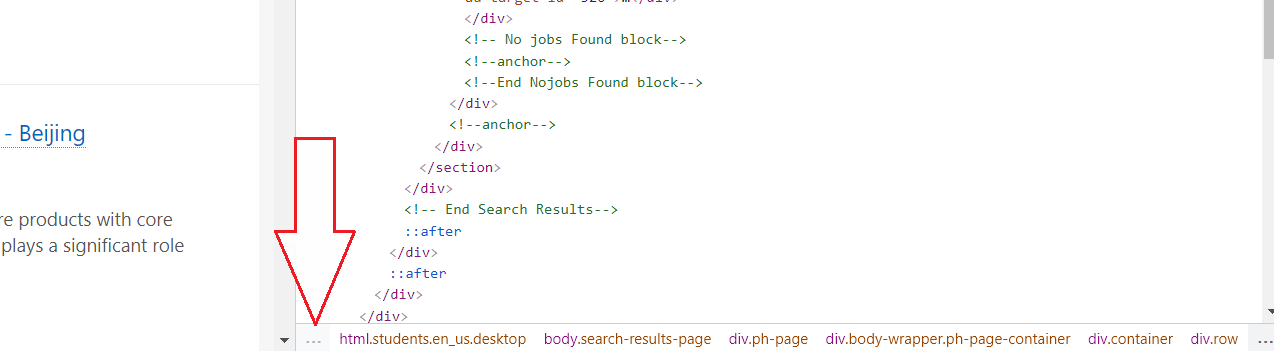 </div>
<!-- No jobs Found block-->
<!--anchor-->
<!--End Nojobs Found block-->
</div>
<!--anchor-->
</div>
</section>
</div>
<!-- End Search Results-->
::after
</div>
::after
</div>
</div>
- Beijing
re products with core
plays a significant role
... html.students.en_us.desktop body.search-results-page div.ph-page div.body-wrapper.ph-page-container div.container div.row ...